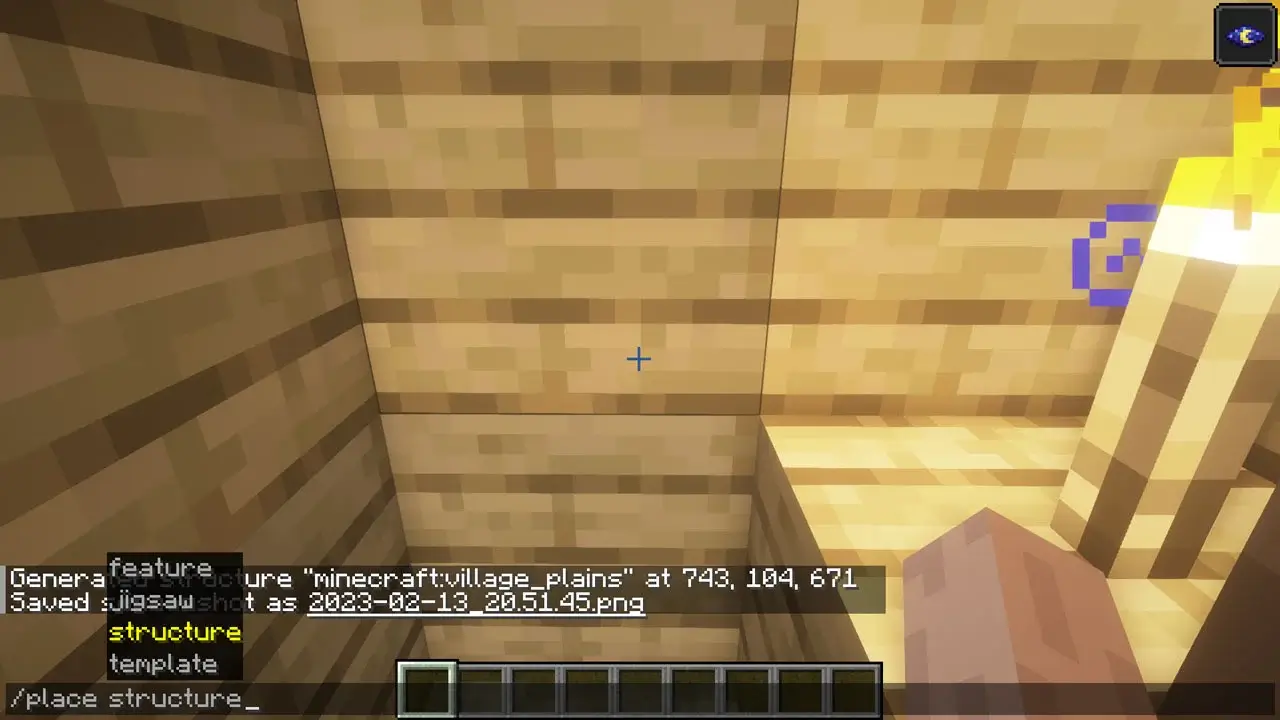 feature
Genera ure "minecraft:village_plains" at 743, 104, 671
jigsaw
Saved s t as 2023-02-13_20.51.45.png
structure
template
/place structure_